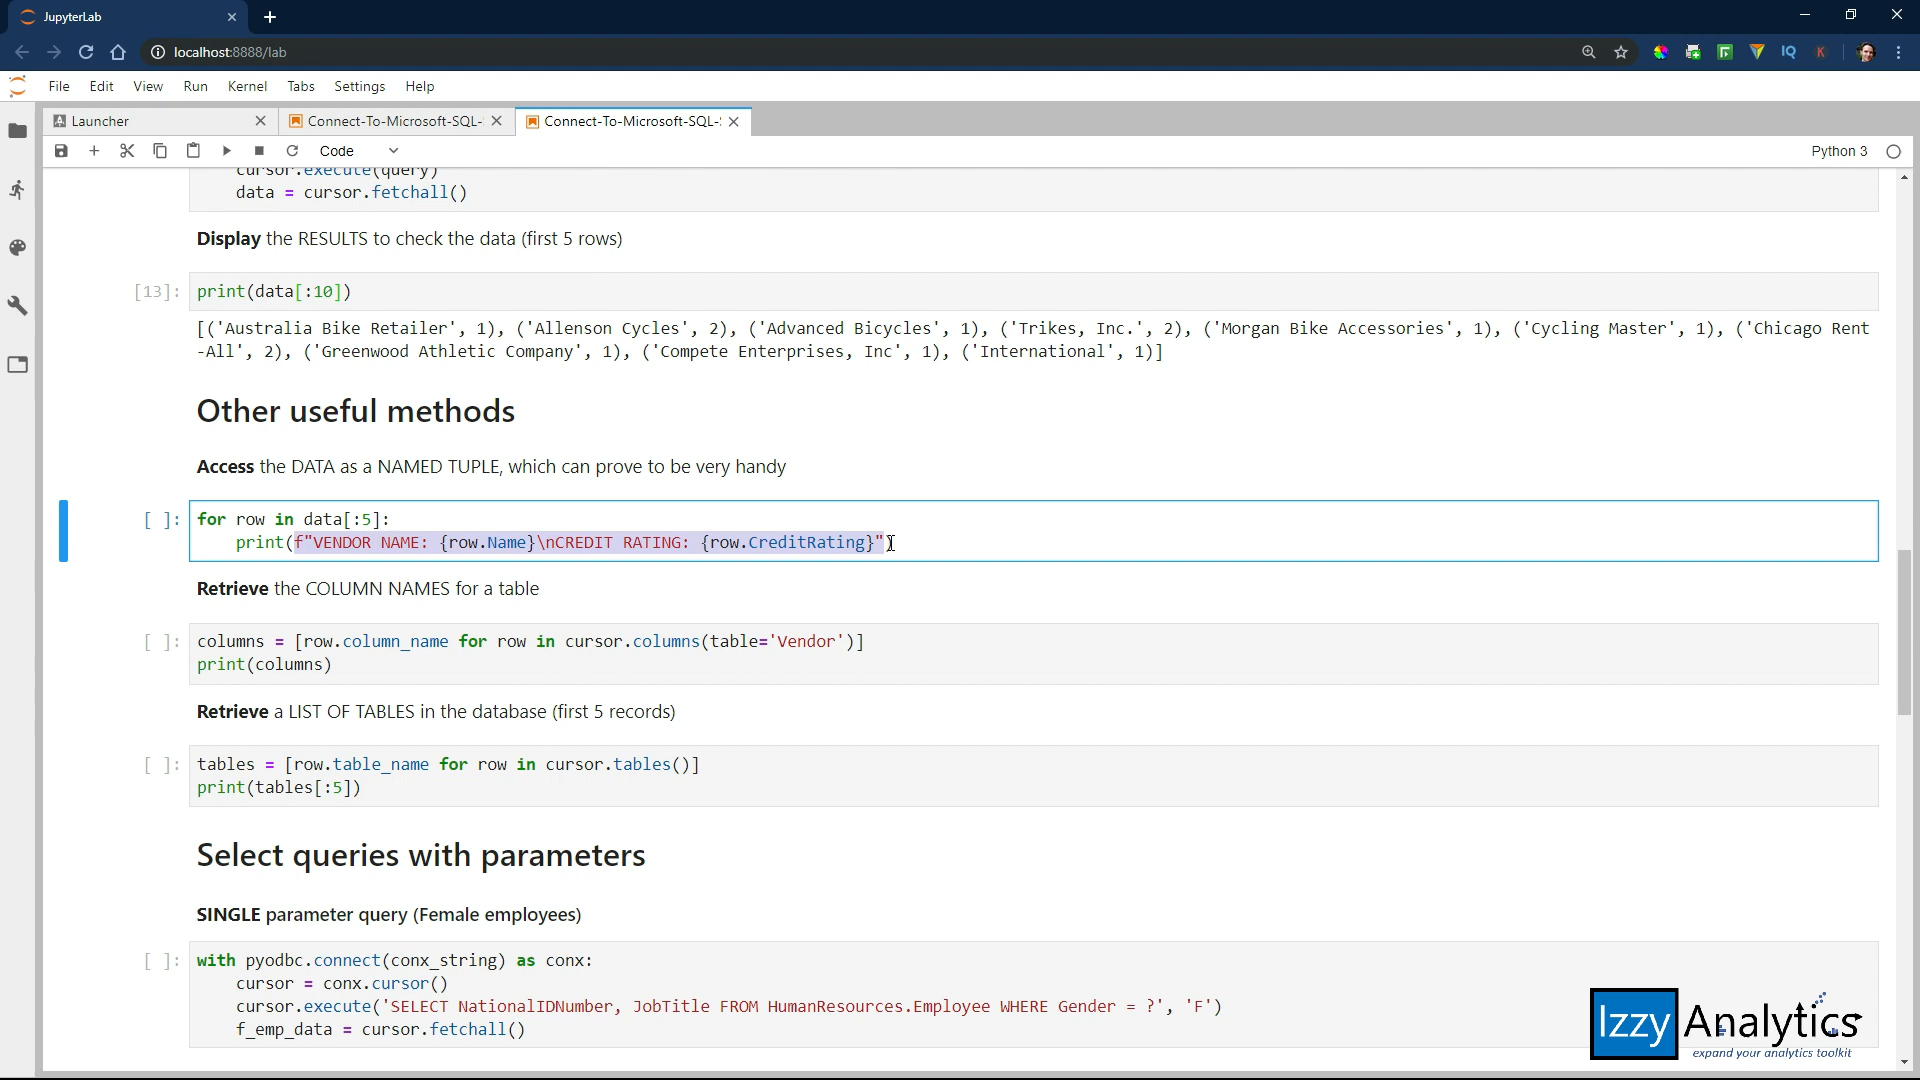 JupyterLab
localhost:8888/lab
File Edit View Run Kernel Tabs Settings Help
Launcher
Connect-To-Microsoft-SQL-
Connect-To-Microsoft-SQL-
Code
Python 3
cursor.execute(query)
data = cursor.fetchall()
Display the RESULTS to check the data (first 5 rows)
[13]: print(data[:10])
[('Australia Bike Retailer', 1), ('Allenson Cycles', 2), ('Advanced Bicycles', 1), ('Trikes, Inc.', 2), ('Morgan Bike Accessories', 1), ('Cycling Master', 1), ('Chicago Rent
-All', 2), ('Greenwood Athletic Company', 1), ('Compete Enterprises, Inc', 1), ('International', 1)]
Other useful methods
Access the DATA as a NAMED TUPLE, which can prove to be very handy
[ ]: for row in data[:5]:
print(f"VENDOR NAME: {row.Name}\nCREDIT RATING: {row.CreditRating}")
Retrieve the COLUMN NAMES for a table
[ ]: columns = [row.column_name for row in cursor.columns(table='Vendor')]
print(columns)
Retrieve a LIST OF TABLES in the database (first 5 records)
[ ]: tables = [row.table_name for row in cursor.tables()]
print(tables[:5])
Select queries with parameters
SINGLE parameter query (Female employees)
[ ]: with pyodbc.connect(conx_string) as conx:
cursor = conx.cursor()
cursor.execute('SELECT NationalIDNumber, JobTitle FROM HumanResources.Employee WHERE Gender = ?', 'F')
f_emp_data = cursor.fetchall()
Izzy Analytics
expand your analytics toolkit